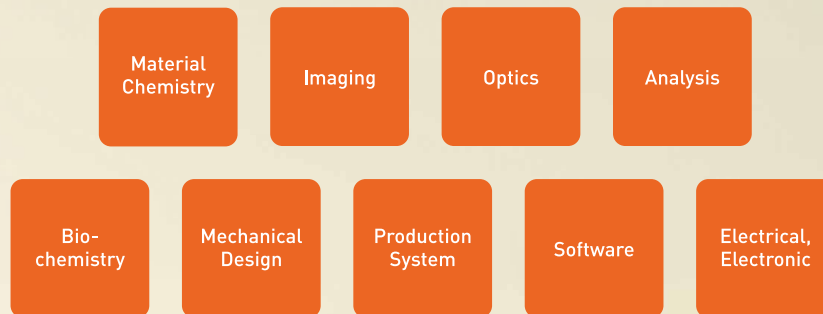 Material
Chemistry
Imaging
Optics
Analysis
Bio-
chemistry
Mechanical
Design
Production
System
Software
Electrical,
Electronic